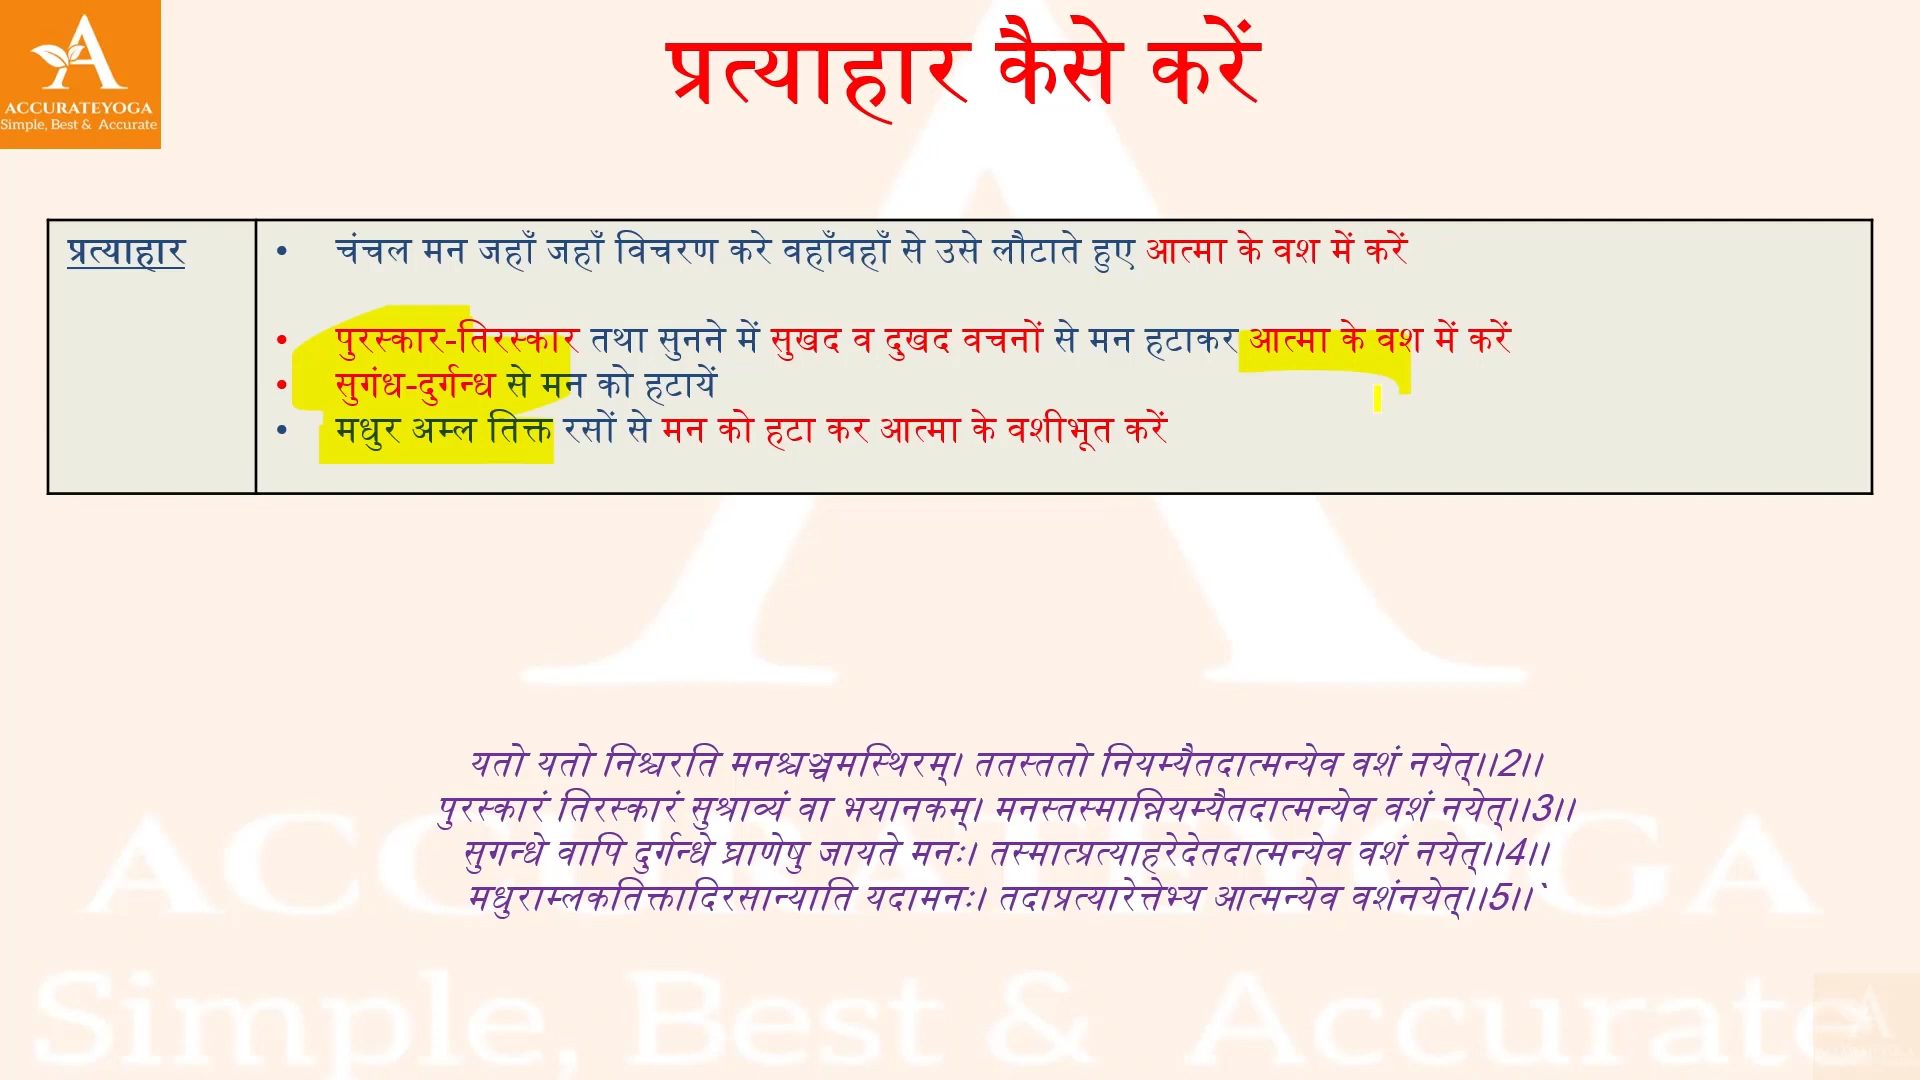 ACCURATEYOGA
Simple, Best & Accurate
प्रत्याहार कैसे करें
प्रत्याहार
• चंचल मन जहाँ जहाँ विचरण करे वहाँवहाँ से उसे लौटाते हुए आत्मा के वश में करें
• पुरस्कार-तिरस्कार तथा सुनने में सुखद व दुखद वचनों से मन हटाकर आत्मा के वश में करें
• सुगंध-दुर्गन्ध से मन को हटायें
• मधुर अम्ल तिक्त रसों से मन को हटा कर आत्मा के वशीभूत करें
यतो यतो निश्चरति मनश्चञ्चमस्थिरम्। ततस्ततो नियम्यैतदात्मन्येव वशं नयेत्।।2।।
पुरस्कारं तिरस्कारं सुश्राव्यं वा भयानकम्। मनस्तस्मान्नियम्यैतदात्मन्येव वशं नयेत्।।3।।
सुगन्धे वापि दुर्गन्धे घ्राणेषु जायते मनः। तस्मात्प्रत्याहरेदेतदात्मन्येव वशं नयेत्।।4।।
मधुराम्लकतिक्तादिरसान्याति यदामनः। तदाप्रत्यारेत्तेभ्य आत्मन्येव वशंनयेत्।।5।।`
ACCURATEYOGA
Simple, Best & Accurate